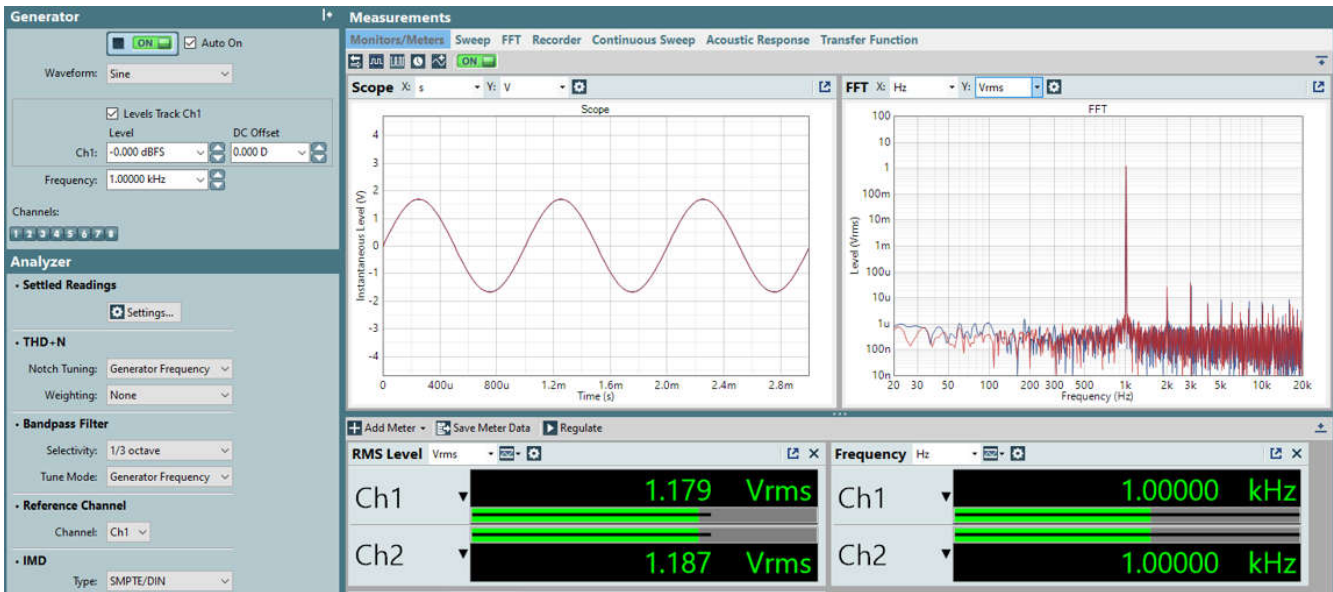 Generator
ON Auto On
Waveform: Sine
Levels Track Ch1
Level DC Offset
Ch1: -0.000 dBFS 0.000 D
Frequency: 1.00000 kHz
Channels:
1 2 3 4 5 6 7 8
Analyzer
• Settled Readings
Settings...
• THD+N
Notch Tuning: Generator Frequency
Weighting: None
• Bandpass Filter
Selectivity: 1/3 octave
Tune Mode: Generator Frequency
• Reference Channel
Channel: Ch1
• IMD
Type: SMPTE/DIN
Measurements
Monitors/Meters Sweep FFT Recorder Continuous Sweep Acoustic Response Transfer Function
ON
Scope X: s Y: V
Scope
Instantaneous Level (V)
4
3
2
1
0
-1
-2
-3
-4
0 400u 800u 1.2m 1.6m 2.0m 2.4m 2.8m
Time (s)
FFT X: Hz Y: Vrms
FFT
Level (Vrms)
100
10
1
100m
10m
1m
100u
10u
1u
100n
10n
20 30 50 100 200 300 500 1k 2k 3k 5k 10k 20k
Frequency (Hz)
Add Meter Save Meter Data Regulate
RMS Level Vrms
Ch1 1.179 Vrms
Ch2 1.187 Vrms
Frequency Hz
Ch1 1.00000 kHz
Ch2 1.00000 kHz